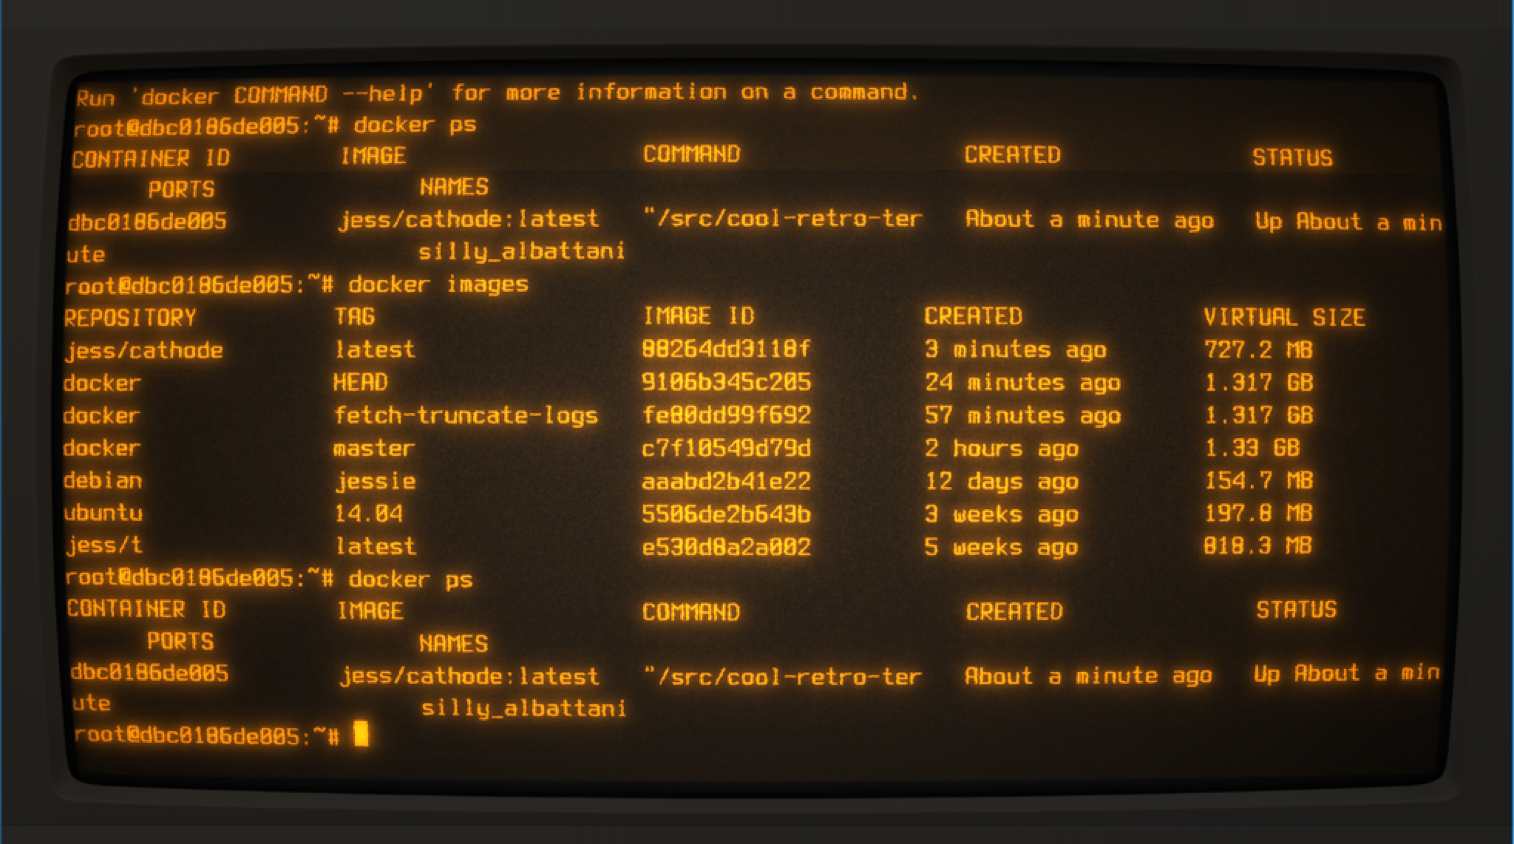 Run 'docker COMMAND --help' for more information on a command.
root@dbc0186de005:~# docker ps
CONTAINER ID IMAGE COMMAND CREATED STATUS
PORTS NAMES
dbc0186de005 jess/cathode:latest "/src/cool-retro-ter About a minute ago Up About a min
ute silly_albattani
root@dbc0186de005:~# docker images
REPOSITORY TAG IMAGE ID CREATED VIRTUAL SIZE
jess/cathode latest 88264dd3118f 3 minutes ago 727.2 MB
docker HEAD 9106b345c205 24 minutes ago 1.317 GB
docker fetch-truncate-logs fe80dd99f692 57 minutes ago 1.317 GB
docker master c7f10549d79d 2 hours ago 1.33 GB
debian jessie aaabd2b41e22 12 days ago 154.7 MB
ubuntu 14.04 5506de2b643b 3 weeks ago 197.8 MB
jess/t latest e530d8a2a002 5 weeks ago 818.3 MB
root@dbc0186de005:~# docker ps
CONTAINER ID IMAGE COMMAND CREATED STATUS
PORTS NAMES
dbc0186de005 jess/cathode:latest "/src/cool-retro-ter About a minute ago Up About a min
ute silly_albattani
root@dbc0186de005:~#